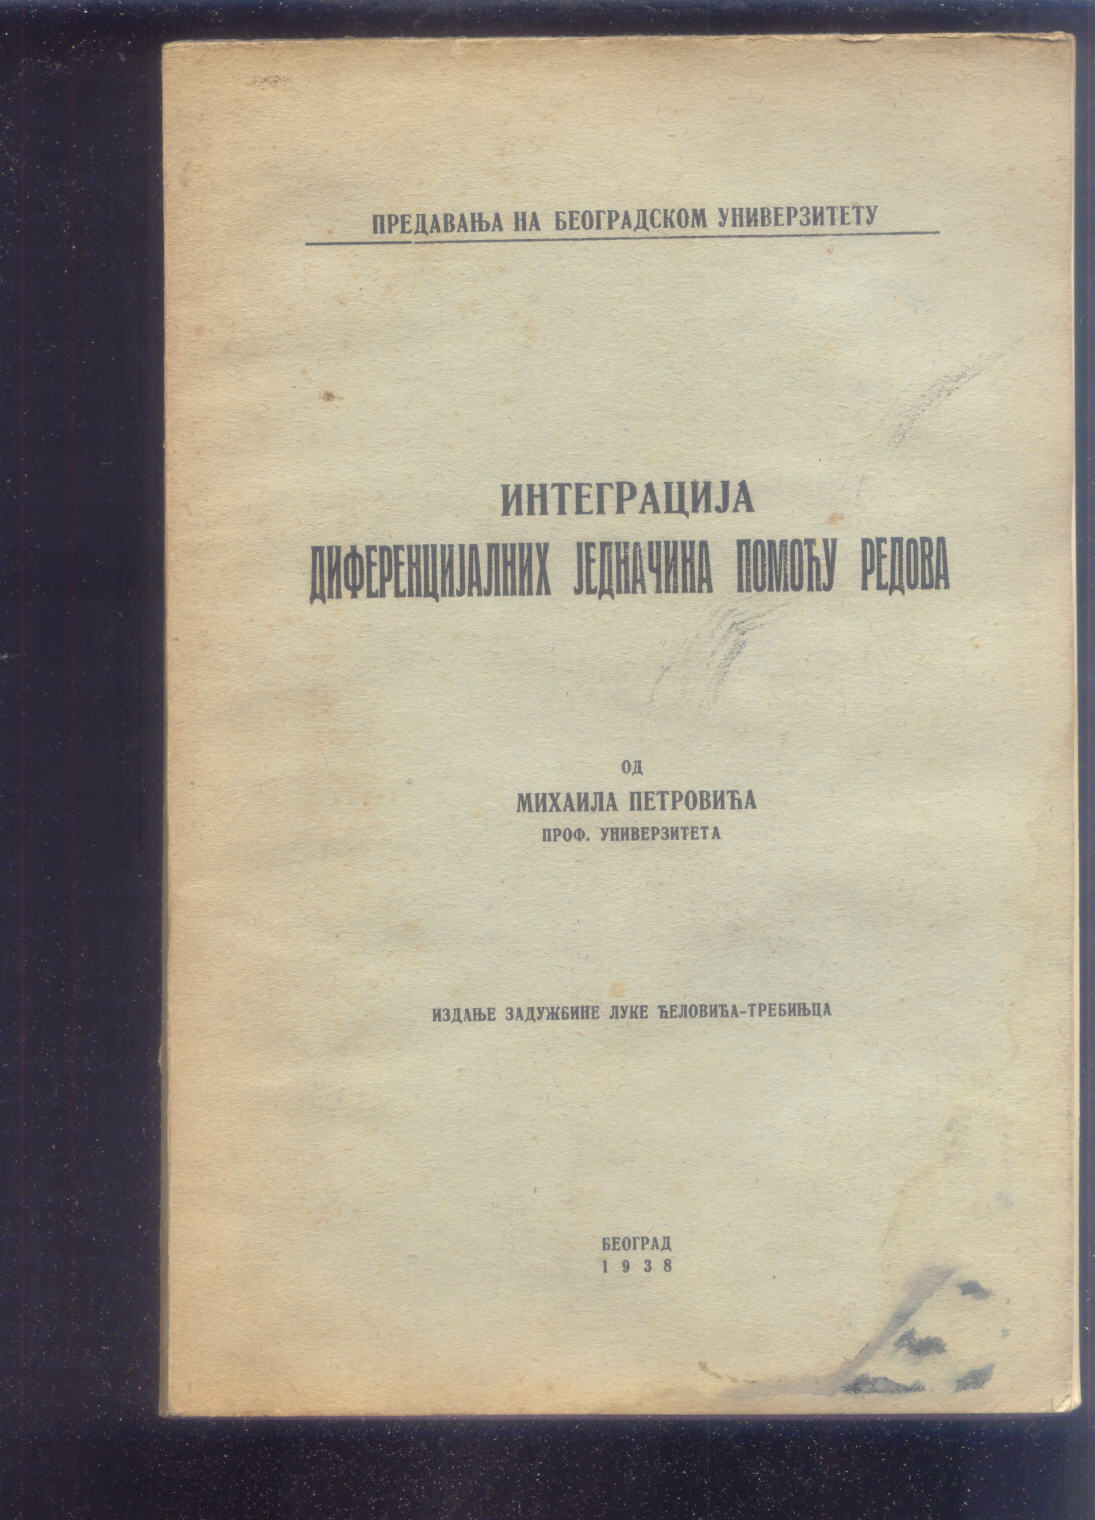 ПРЕДАВАЊА НА БЕОГРАДСКОМ УНИВЕРЗИТЕТУ
ИНТЕГРАЦИЈА
ДИФЕРЕНЦИЈАЛНИХ ЈЕДНАЧИНА ПОМОЋУ РЕДОВА
ОД
МИХАИЛА ПЕТРОВИЋА
ПРОФ. УНИВЕРЗИТЕТА
ИЗДАЊЕ ЗАДУЖБИНЕ ЛУКЕ ЋЕЛОВИЋА-ТРЕБИЊЦА
БЕОГРАД
1938